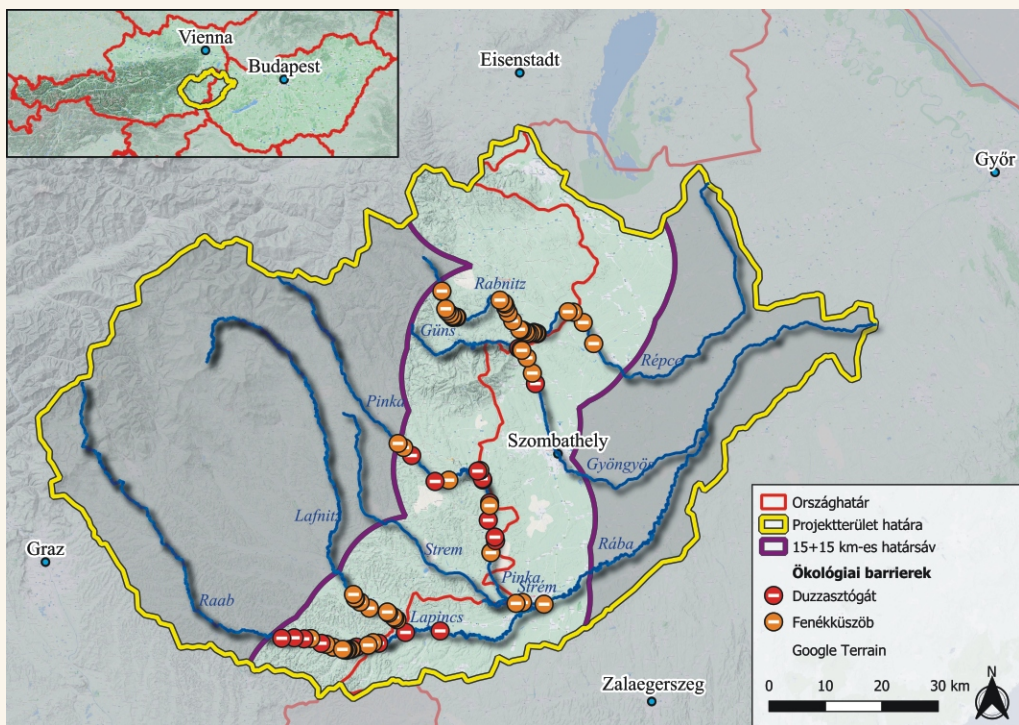 Vienna
Budapest
Eisenstadt
Győr
Rabnitz
Güns
Répce
Pinka
Szombathely
Gyöngyös
Lafnitz
Strem
Rába
Graz
Pinka
Strem
Raab
Lapincs
Zalaegerszeg
Országhatár
Projektterület határa
15+15 km-es határsáv
Ökológiai barrierek
Duzzasztógát
Fenékküszöb
Google Terrain
N
0 10 20 30 km